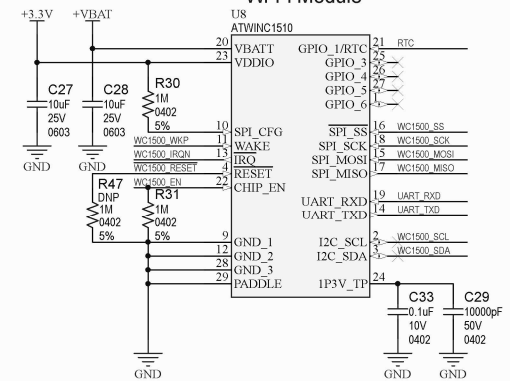 +3.3V
+VBAT
U8
ATWINC1510
20 VBATT GPIO_1/RTC 21 RTC
23 VDDIO GPIO_3 25
GPIO_4 26
GPIO_5 27
GPIO_6 1
C27
10uF
25V
0603
GND
C28
10uF
25V
0603
GND
R30
1M
0402
5%
10 SPI_CFG SPI_SS 16 WC1500_SS
WC1500_WKP 11 WAKE SPI_SCK 18 WC1500_SCK
WC1500_IRQN 13 IRQ SPI_MOSI 15 WC1500_MOSI
WC1500_RESET 4 RESET SPI_MISO 17 WC1500_MISO
WC1500_EN 22 CHIP_EN
UART_RXD 19 UART_RXD
UART_TXD 14 UART_TXD
R47
DNP
1M
0402
5%
R31
1M
0402
5%
9 GND_1 I2C_SCL 2 WC1500_SCL
12 GND_2 I2C_SDA 3 WC1500_SDA
28 GND_3
29 PADDLE 1P3V_TP 24
C33
0.1uF
10V
0402
C29
10000pF
50V
0402
GND
GND
GND